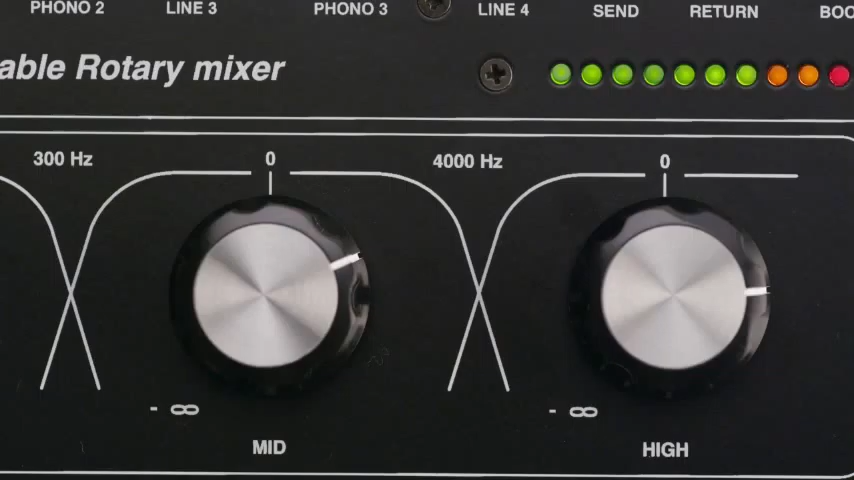 PHONO 2 LINE 3 PHONO 3 LINE 4 SEND RETURN
able Rotary mixer
300 Hz 0 4000 Hz 0
- ∞ - ∞
MID HIGH